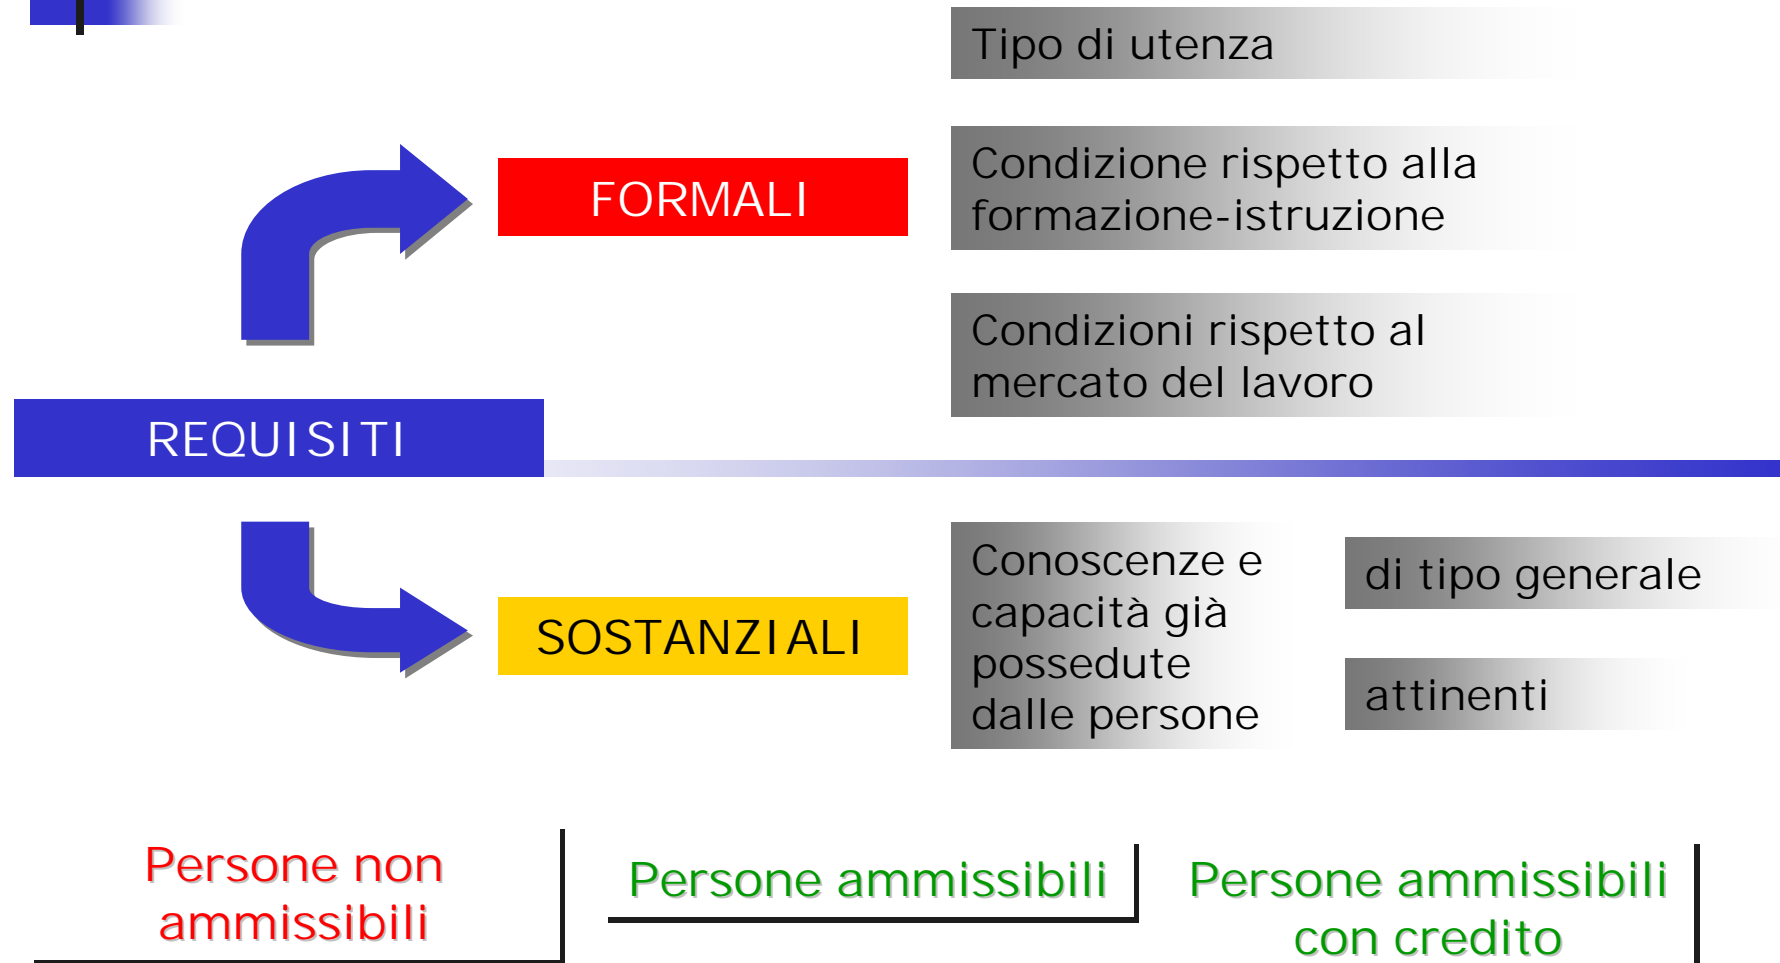 Tipo di utenza
FORMALI
Condizione rispetto alla
formazione-istruzione
Condizioni rispetto al
mercato del lavoro
REQUISITI
SOSTANZIALI
Conoscenze e
capacità già
possedute
dalle persone
di tipo generale
attinenti
Persone non
ammissibili
Persone ammissibili
Persone ammissibili
con credito